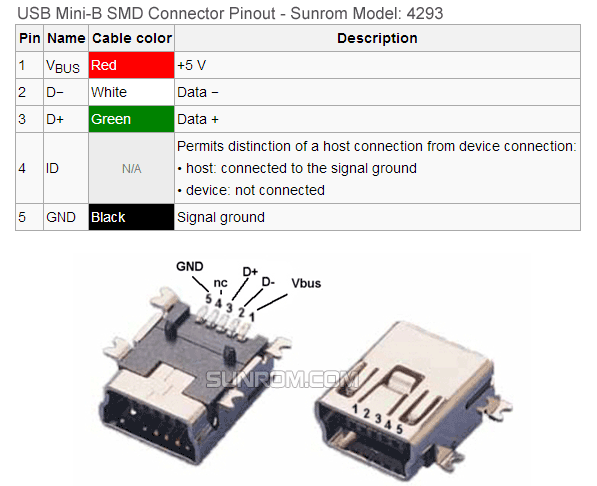 USB Mini-B SMD Connector Pinout - Sunrom Model: 4293
Pin Name Cable color Description
1 VBUS Red +5 V
2 D− White Data −
3 D+ Green Data +
4 ID N/A Permits distinction of a host connection from device connection:
• host: connected to the signal ground
• device: not connected
5 GND Black Signal ground
GND nc D+ D- Vbus
5 4 3 2 1
SUNROM.COM
1 2 3 4 5